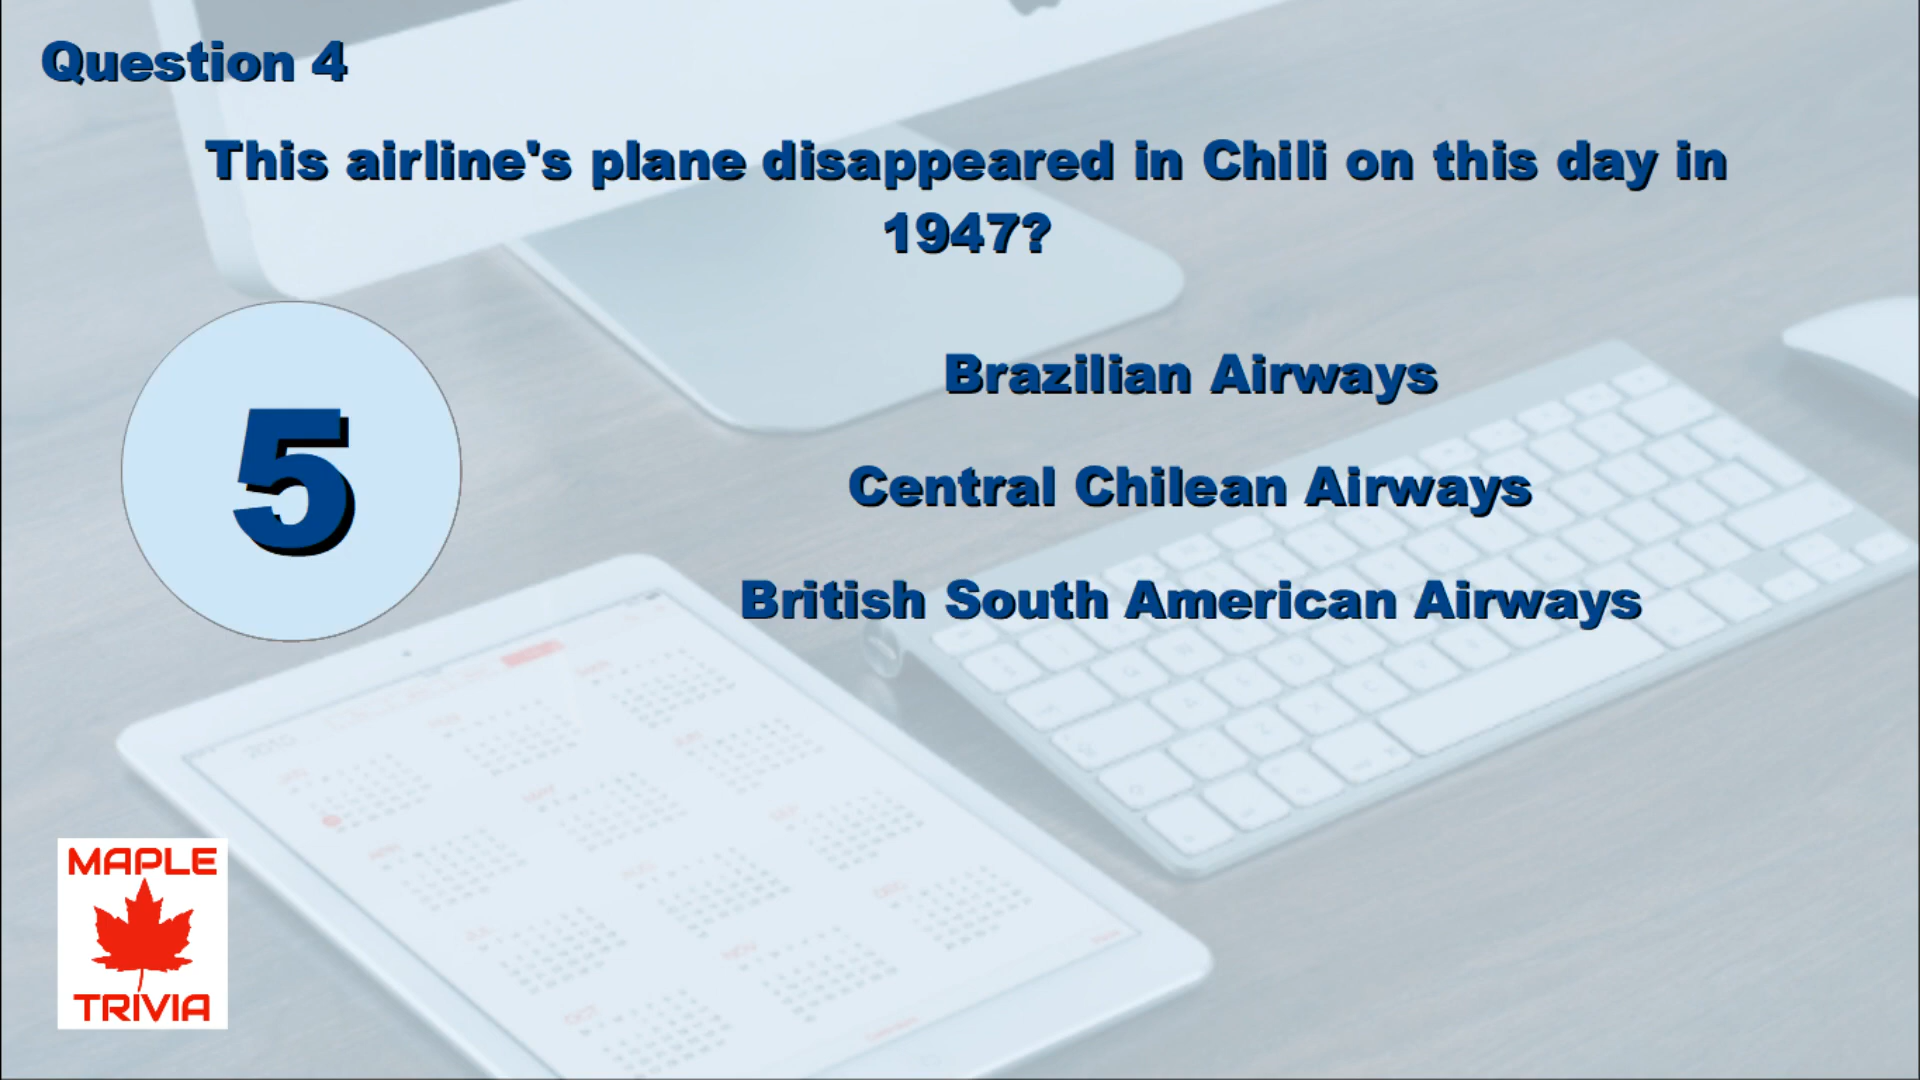 Question 4
This airline's plane disappeared in Chili on this day in
1947?
5
Brazilian Airways
Central Chilean Airways
British South American Airways
MAPLE
TRIVIA